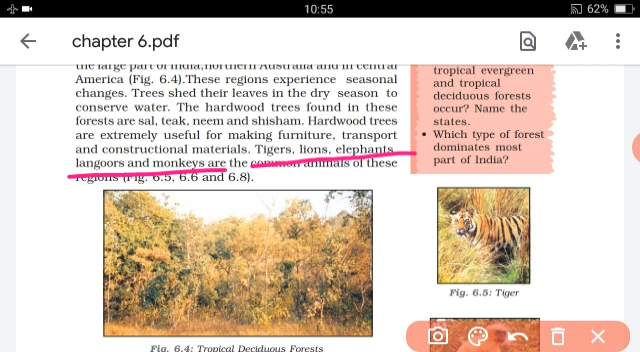 10:55
62%
chapter 6.pdf
the large part of India, northern Australia and in central
America (Fig. 6.4).These regions experience seasonal
changes. Trees shed their leaves in the dry season to
conserve water. The hardwood trees found in these
forests are sal, teak, neem and shisham. Hardwood trees
are extremely useful for making furniture, transport
and constructional materials. Tigers, lions, elephants,
langoors and monkeys are the common animals of these
regions (Fig. 6.5, 6.6 and 6.8).
Fig. 6.4: Tropical Deciduous Forests
tropical evergreen
and tropical
deciduous forests
occur? Name the
states.
• Which type of forest
dominates most
part of India?
Fig. 6.5: Tiger